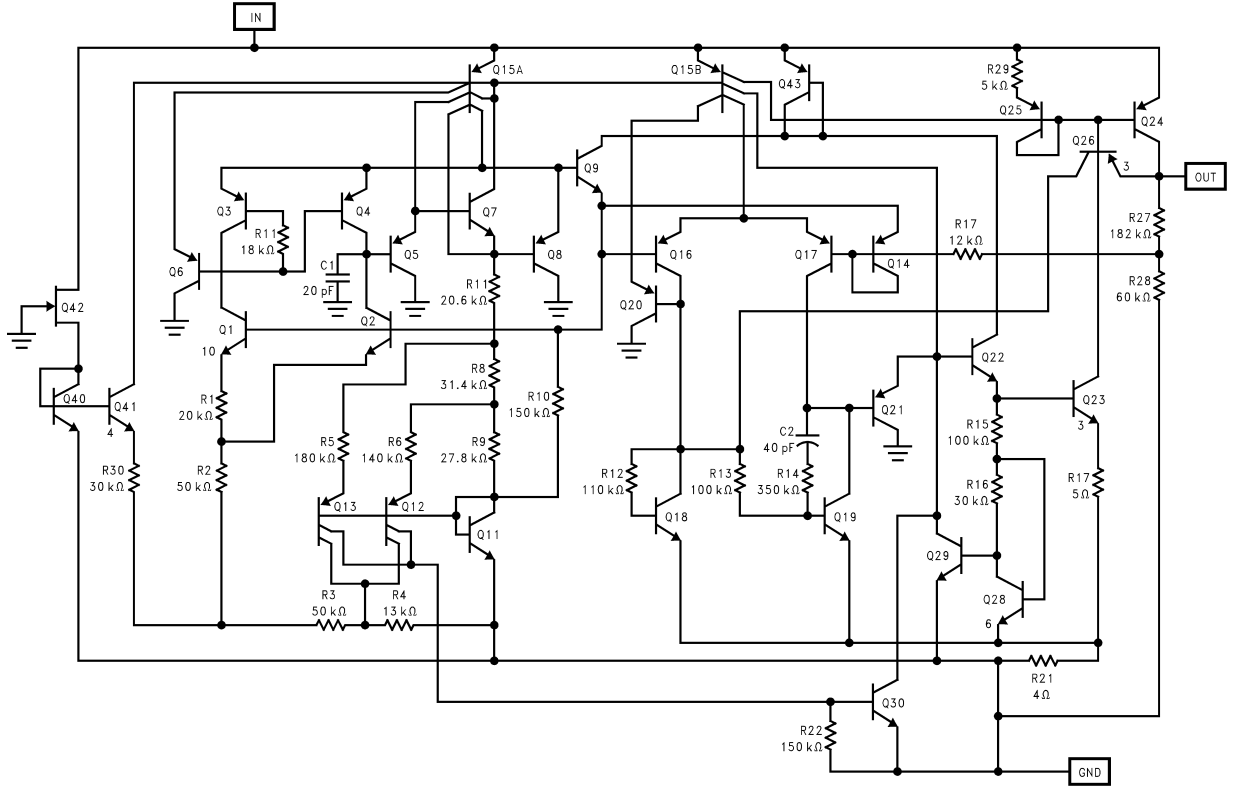 IN
Q15A
Q15B
Q43
R29
5 kΩ
Q25
Q24
Q26
3
OUT
Q9
Q3
R11
18 kΩ
Q4
Q7
Q6
C1
20 pF
Q5
Q8
Q16
Q17
Q14
R17
12 kΩ
R27
182 kΩ
R28
60 kΩ
Q42
Q1
10
Q2
R11
20.6 kΩ
Q20
Q22
Q40
Q41
4
R1
20 kΩ
R8
31.4 kΩ
R10
150 kΩ
Q21
Q23
3
R30
30 kΩ
R2
50 kΩ
R5
180 kΩ
R6
140 kΩ
R9
27.8 kΩ
R12
110 kΩ
R13
100 kΩ
C2
40 pF
R14
350 kΩ
R15
100 kΩ
R16
30 kΩ
R17
5Ω
Q13
Q12
Q11
Q18
Q19
Q29
Q28
6
R3
50 kΩ
R4
13 kΩ
R21
4Ω
Q30
R22
150 kΩ
GND